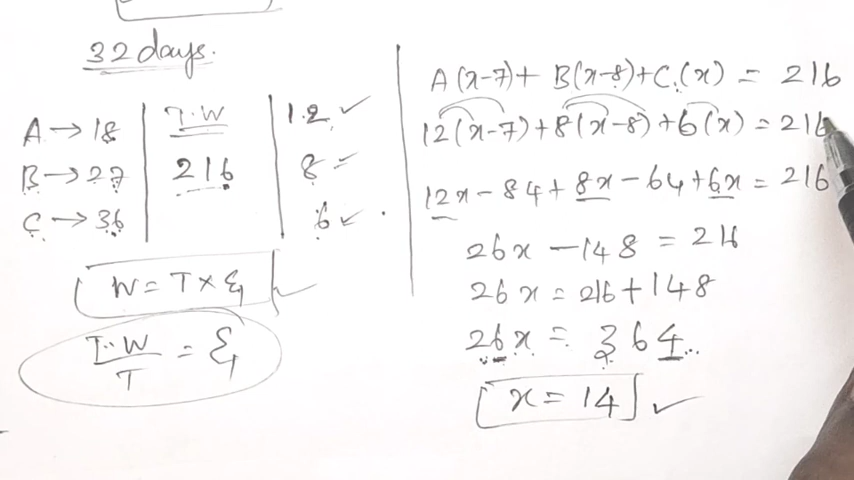 32 days.
A → 18 | T.W | 12 ✓
B → 27 | 216 | 8 ✓
C → 36 | | 6 ✓
W = T × E
T.W / T = E
A(x-7) + B(x-8) + C(x) = 216
12(x-7) + 8(x-8) + 6(x) = 216
12x - 84 + 8x - 64 + 6x = 216
26x - 148 = 216
26x = 216 + 148
26x = 364
x = 14 ✓